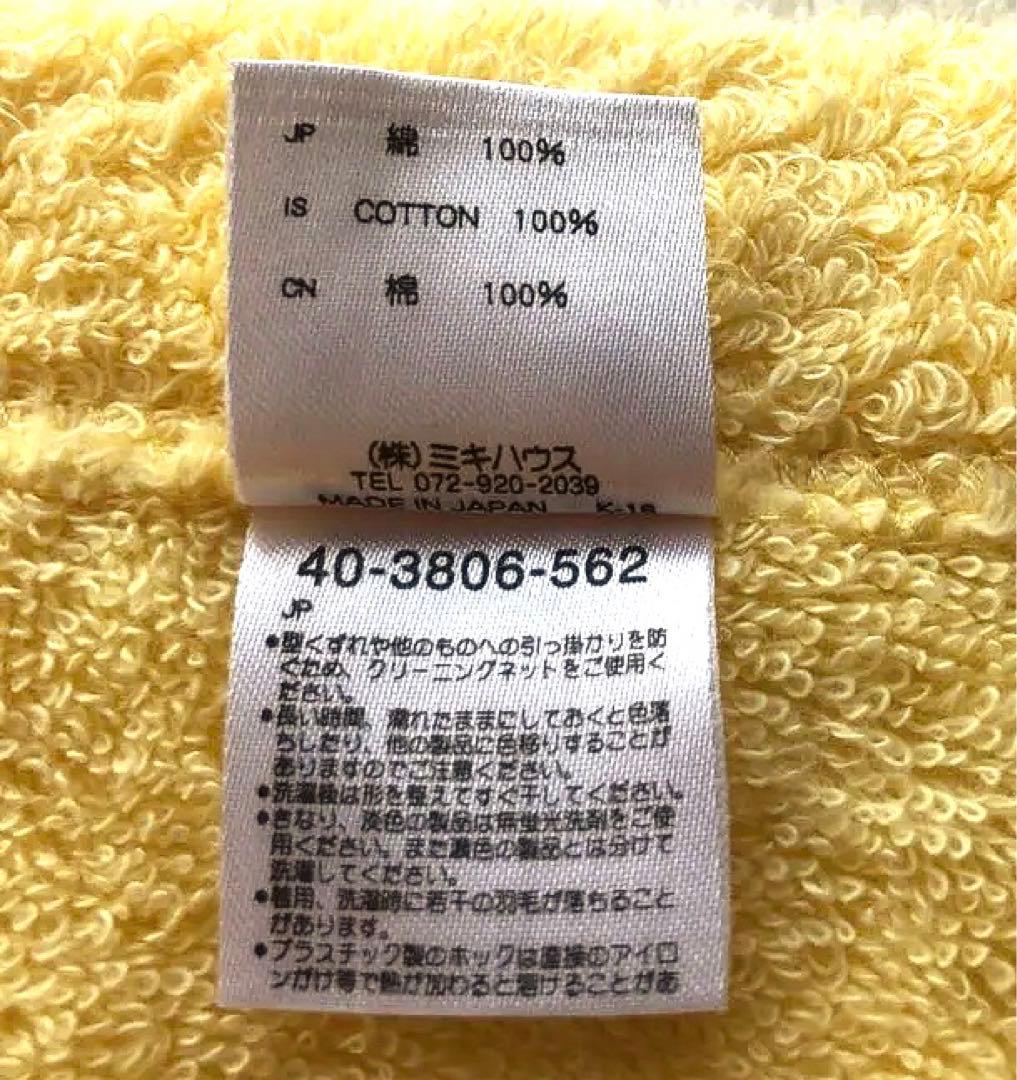 JP 綿 100%
IS COTTON 100%
CN 棉 100%
(株)ミキハウス
TEL 072-920-2039
MADE IN JAPAN K-18
40-3806-562
JP
•型くずれや他のものへの引っ掛かりを防
ぐため、クリーニングネットをご使用く
ださい。
•長い時間、濡れたままにしておくと色落
ちしたり、他の製品に色移りすることが
ありますのでご注意ください。
•洗濯後は形を整えてすぐ干してください。
•きなり、淡色の製品は無蛍光洗剤をご使
用ください。また濃色の製品とは分けて
洗濯してください。
•着用、洗濯時に若干の羽毛が落ちること
があります。
•プラスチック製のホックは直接のアイロ
ンがけ等で熱が加わると溶けることがあ